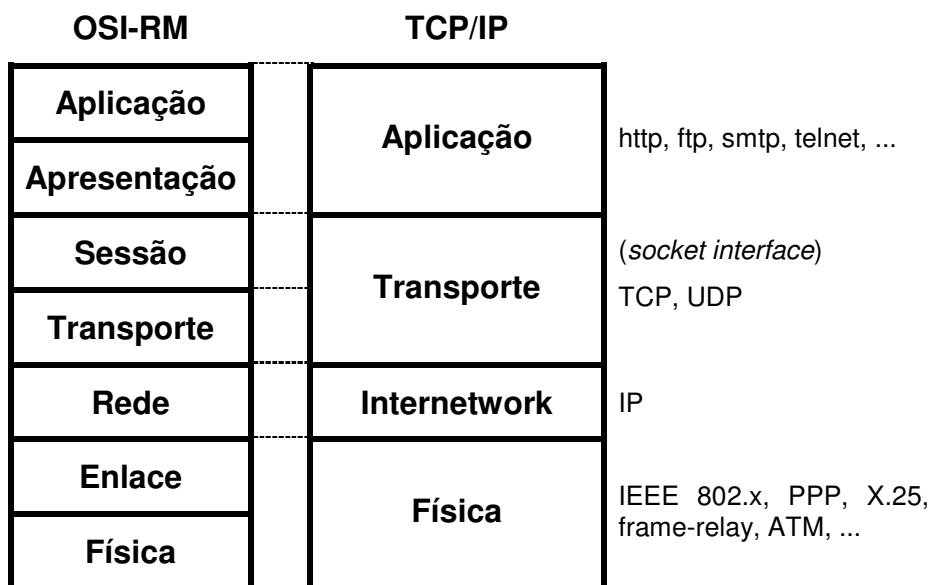 OSI-RM TCP/IP
Aplicação
Apresentação
Sessão
Transporte
Rede
Enlace
Física
Aplicação
Transporte
Internetwork
Física
http, ftp, smtp, telnet, ...
(socket interface)
TCP, UDP
IP
IEEE 802.x, PPP, X.25,
frame-relay, ATM, ...